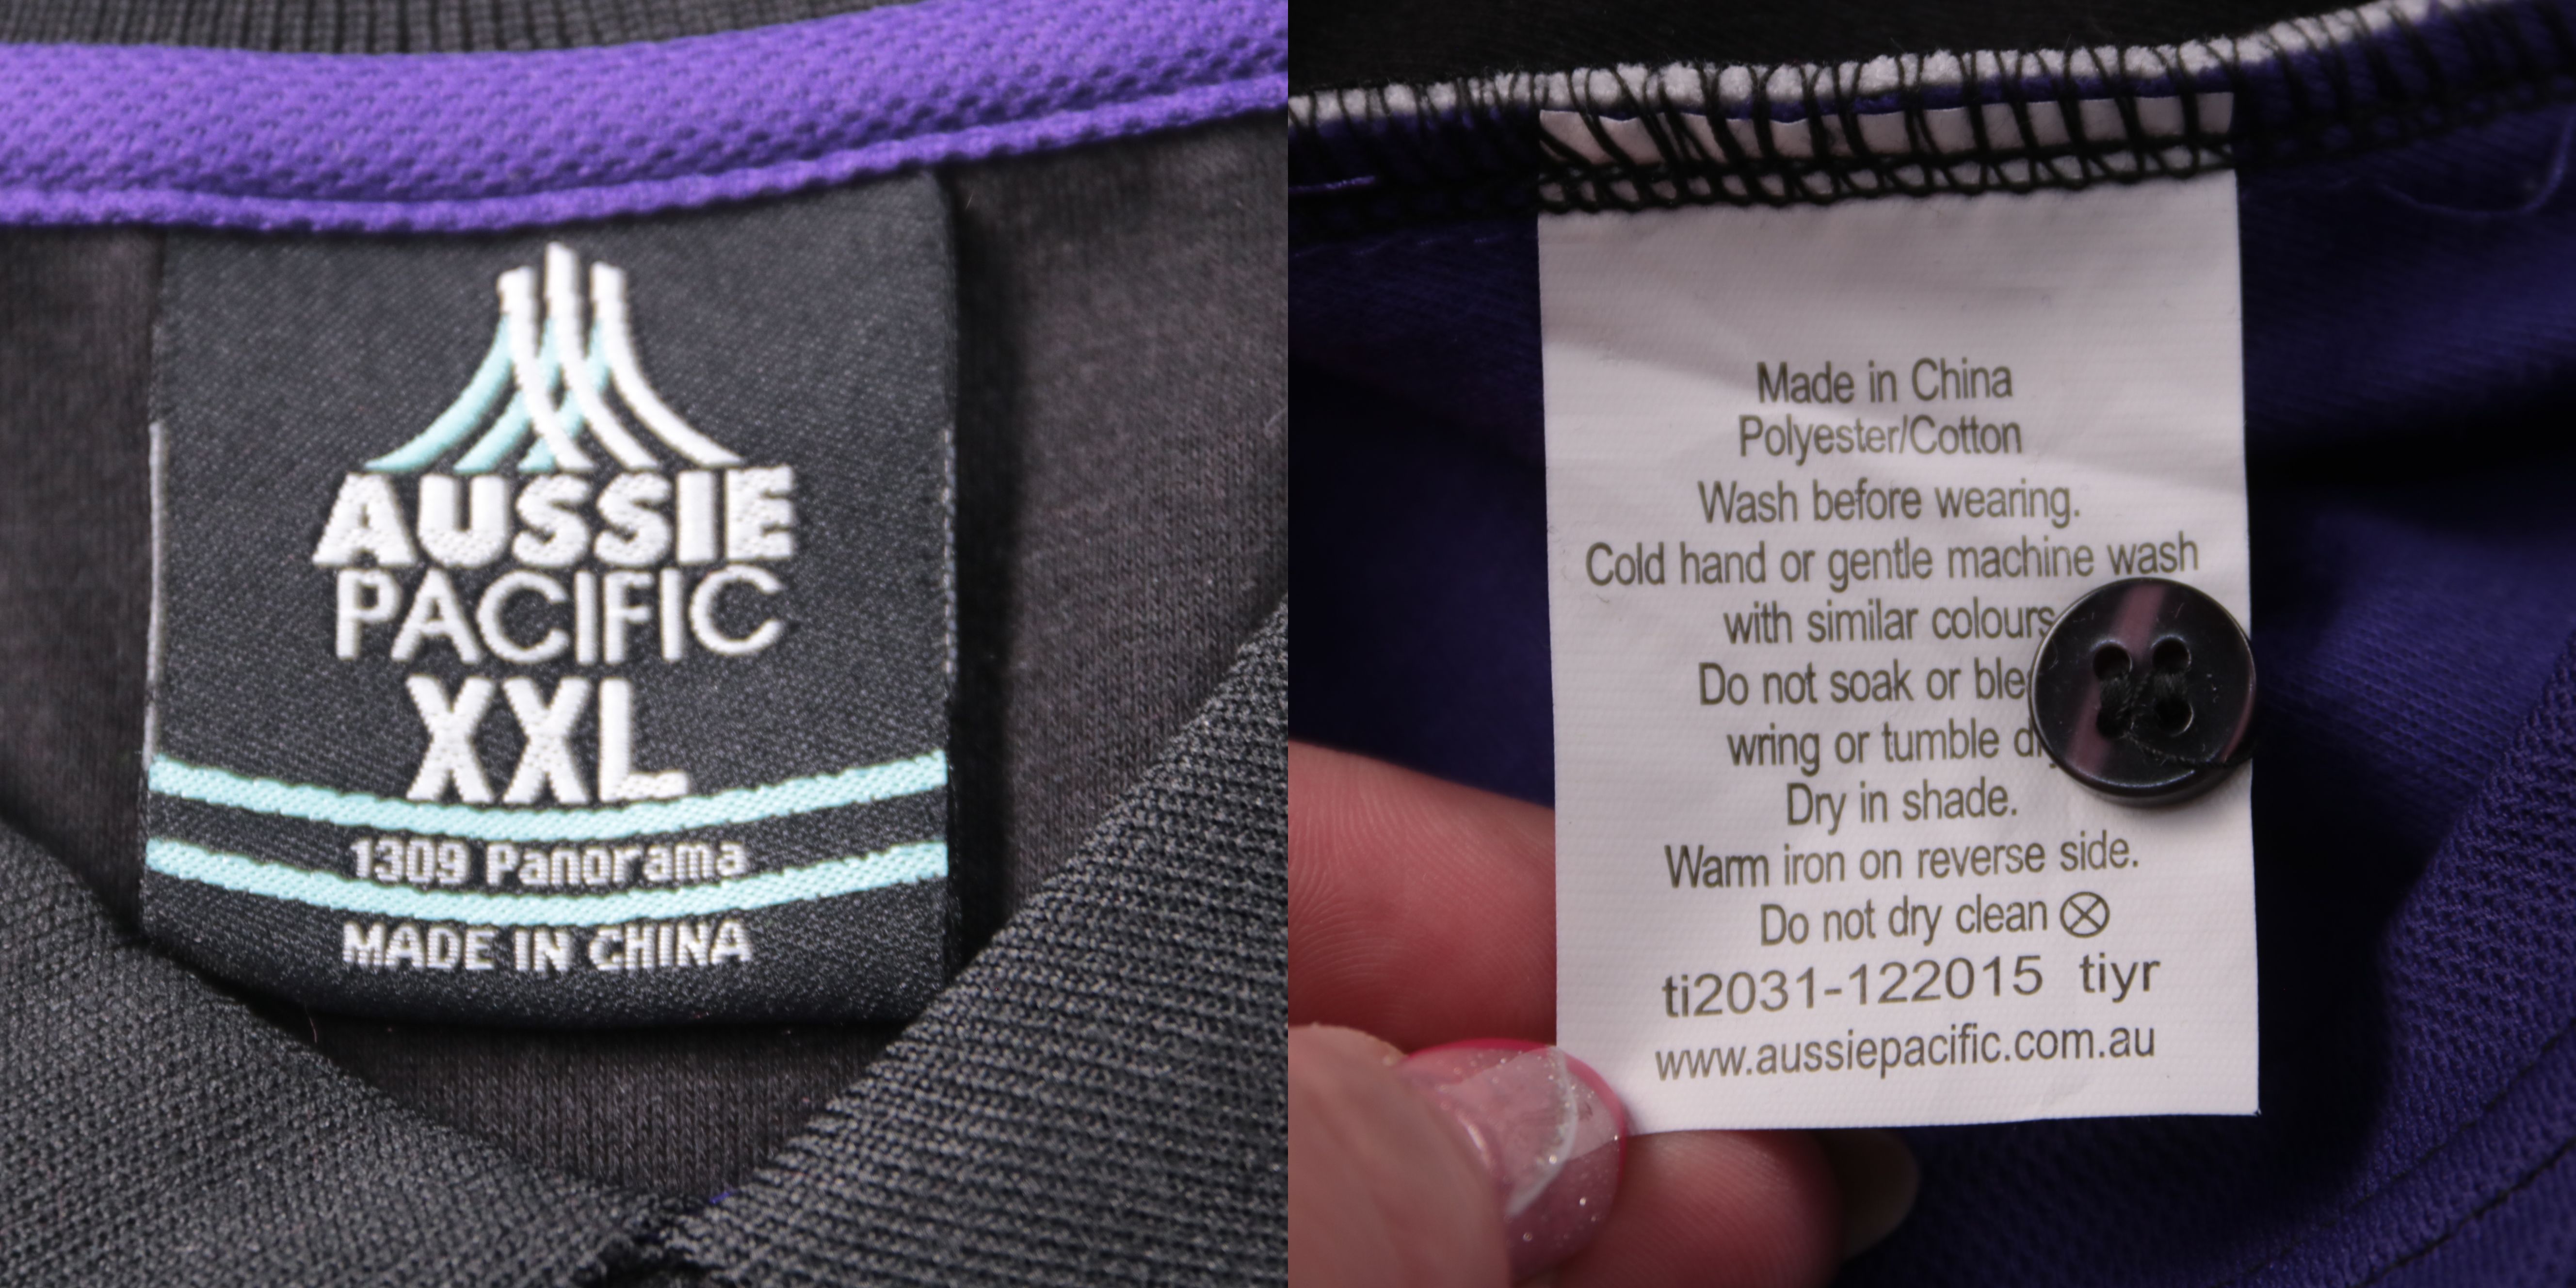 AUSSIE
PACIFIC
XXL
1309 Panorama
MADE IN CHINA
Made in China
Polyester/Cotton
Wash before wearing.
Cold hand or gentle machine wash
with similar colours
Do not soak or
wring or tumble
Dry in shade.
Warm iron on reverse side.
Do not dry clean
ti2031-122015 tiyr
www.aussiepacific.com.au